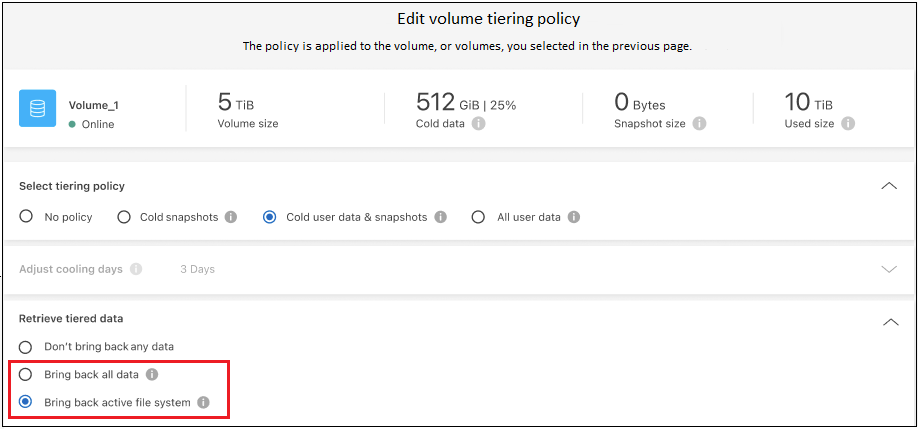 Edit volume tiering policy
The policy is applied to the volume, or volumes, you selected in the previous page.
Volume_1
Online
5 TiB
Volume size
512 GiB | 25%
Cold data
0 Bytes
Snapshot size
10 TiB
Used size
Select tiering policy
No policy
Cold snapshots
Cold user data & snapshots
All user data
Adjust cooling days
3 Days
Retrieve tiered data
Don't bring back any data
Bring back all data
Bring back active file system